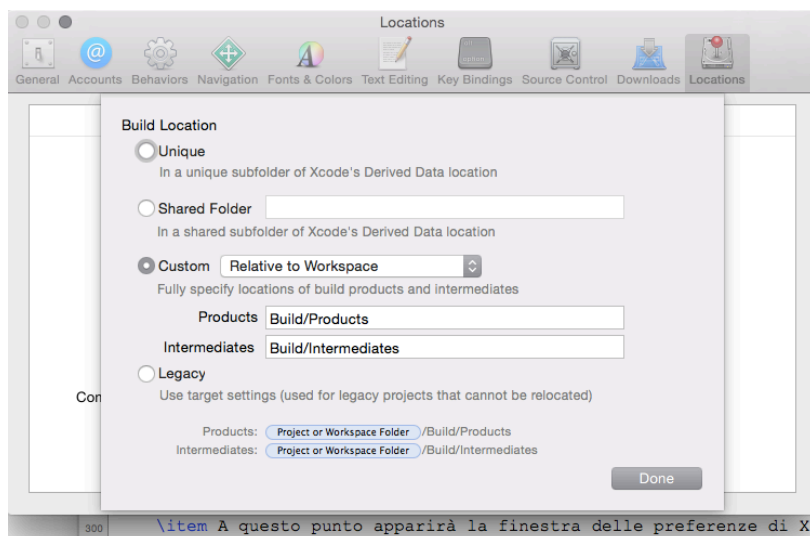 Locations
General Accounts Behaviors Navigation Fonts & Colors Text Editing Key Bindings Source Control Downloads Locations
Build Location
Unique
In a unique subfolder of Xcode's Derived Data location
Shared Folder
In a shared subfolder of Xcode's Derived Data location
Custom Relative to Workspace
Fully specify locations of build products and intermediates
Products Build/Products
Intermediates Build/Intermediates
Legacy
Com
Use target settings (used for legacy projects that cannot be relocated)
Products: Project or Workspace Folder /Build/Products
Intermediates: Project or Workspace Folder /Build/Intermediates
Done
300 \item A questo punto apparirà la finestra delle preferenze di X